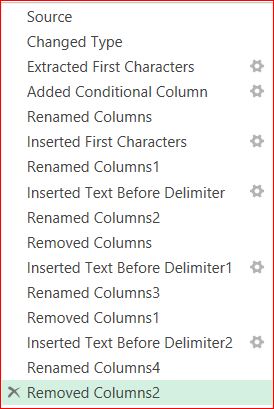 Source
Changed Type
Extracted First Characters
Added Conditional Column
Renamed Columns
Inserted First Characters
Renamed Columns1
Inserted Text Before Delimiter
Renamed Columns2
Removed Columns
Inserted Text Before Delimiter1
Renamed Columns3
Removed Columns1
Inserted Text Before Delimiter2
Renamed Columns4
Removed Columns2